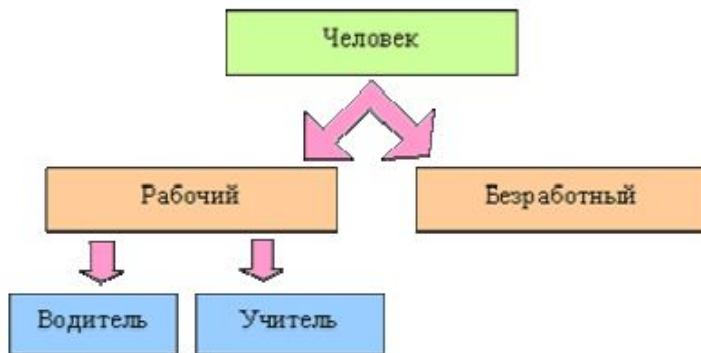 Человек
Рабочий
Безработный
Водитель
Учитель